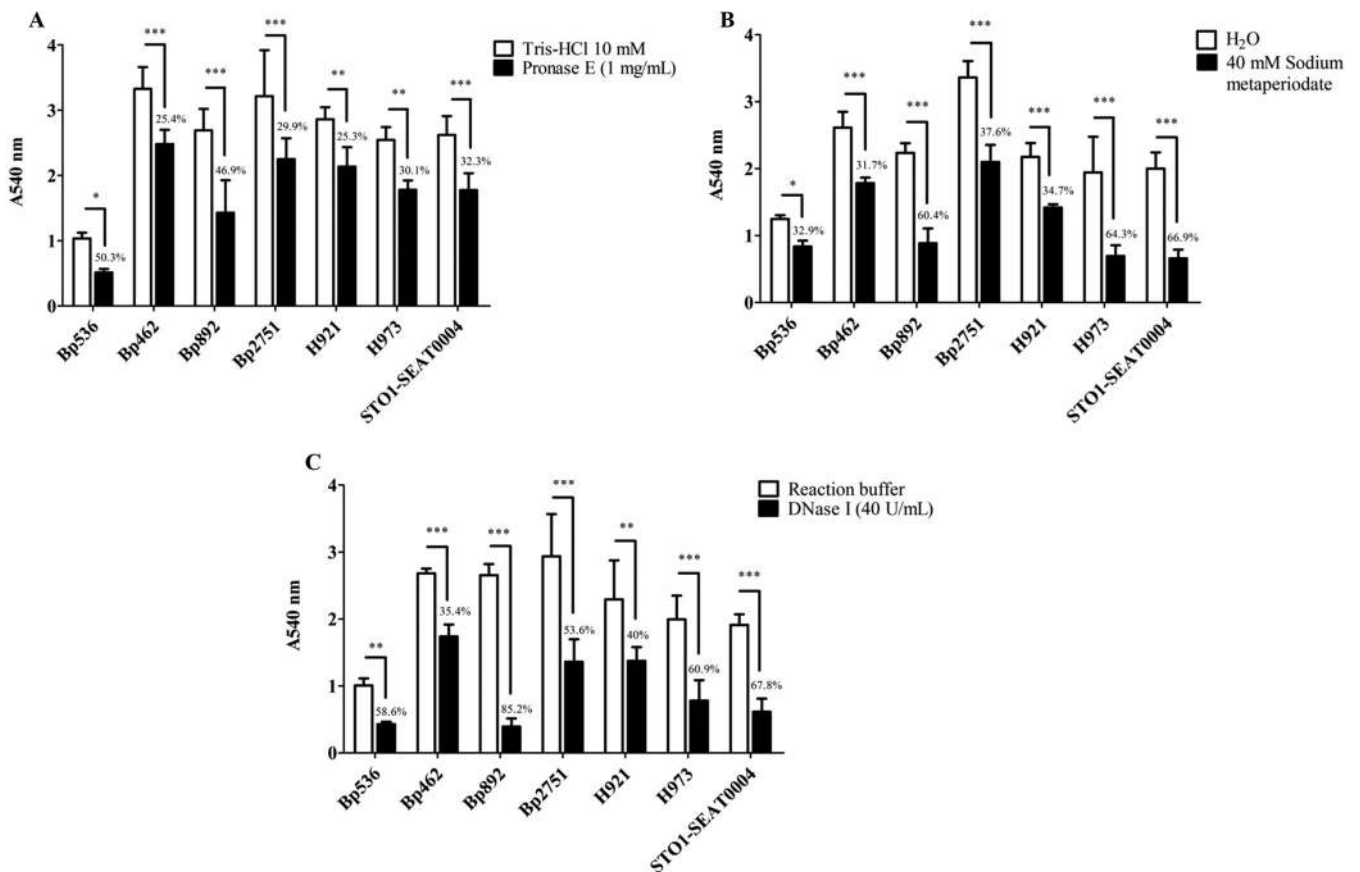 A
Tris-HCl 10 mM
Pronase E (1 mg/mL)
A540 nm
4
3
2
1
0
*
50.3%
***
25.4%
***
46.9%
***
29.9%
**
25.3%
**
30.1%
***
32.3%
Bp536
Bp462
Bp892
Bp2751
H921
H973
STO1-SEAT0004
B
H₂O
40 mM Sodium
metaperiodate
A540 nm
4
3
2
1
0
*
32.9%
***
31.7%
***
60.4%
***
37.6%
***
34.7%
***
64.3%
***
66.9%
Bp536
Bp462
Bp892
Bp2751
H921
H973
STO1-SEAT0004
C
Reaction buffer
DNase I (40 U/mL)
A540 nm
4
3
2
1
0
**
58.6%
***
35.4%
***
85.2%
***
53.6%
**
40%
***
60.9%
***
67.8%
Bp536
Bp462
Bp892
Bp2751
H921
H973
STO1-SEAT0004